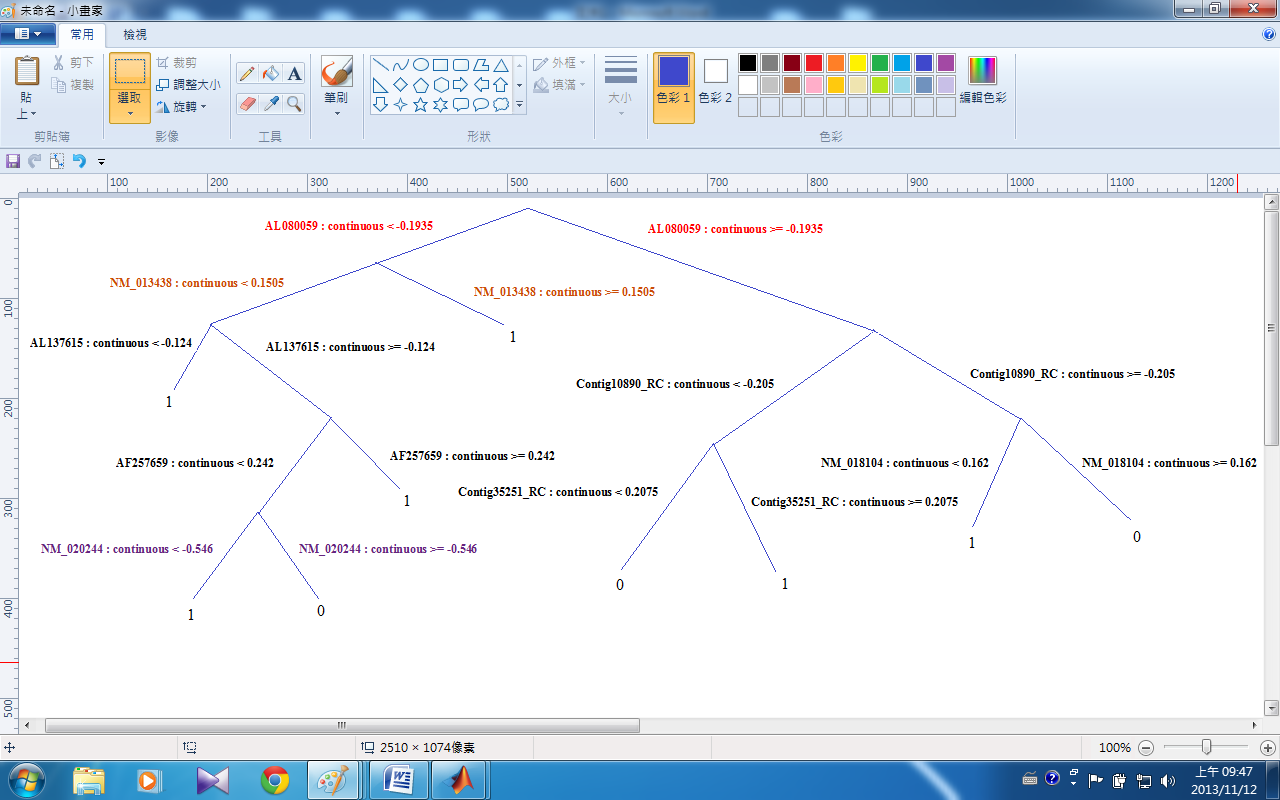 未命名 - 小畫家
常用 檢視
貼上
剪下
複製
剪貼簿
選取
裁剪
調整大小
旋轉
影像
A
工具
筆刷
外框
填滿
形狀
大小
色彩 1
色彩 2
編輯色彩
色彩
100 200 300 400 500 600 700 800 900 1000 1100 1200
0
100
200
300
400
500
AL080059 : continuous < -0.1935
AL080059 : continuous >= -0.1935
NM_013438 : continuous < 0.1505
NM_013438 : continuous >= 0.1505
1
AL137615 : continuous < -0.124
AL137615 : continuous >= -0.124
Contig10890_RC : continuous < -0.205
Contig10890_RC : continuous >= -0.205
1
AF257659 : continuous < 0.242
AF257659 : continuous >= 0.242
NM_018104 : continuous < 0.162
NM_018104 : continuous >= 0.162
Contig35251_RC : continuous < 0.2075
Contig35251_RC : continuous >= 0.2075
1
1
0
NM_020244 : continuous < -0.546
NM_020244 : continuous >= -0.546
0
1
1
0
2510 × 1074像素
100%
上午 09:47
2013/11/12